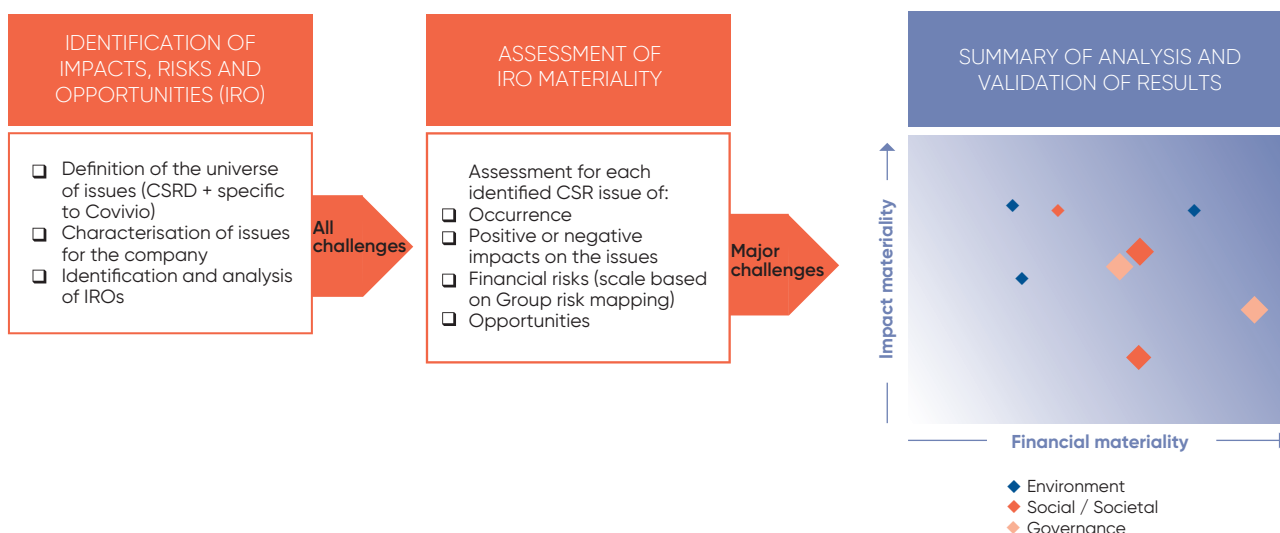 IDENTIFICATION OF
IMPACTS, RISKS AND
OPPORTUNITIES (IRO)
❑ Definition of the universe
of issues (CSRD + specific
to Covivio)
❑ Characterisation of issues
for the company
❑ Identification and analysis
of IROs
All
challenges
ASSESSMENT OF
IRO MATERIALITY
Assessment for each
identified CSR issue of:
❑ Occurrence
❑ Positive or negative
impacts on the issues
❑ Financial risks (scale based
on Group risk mapping)
❑ Opportunities
Major
challenges
SUMMARY OF ANALYSIS AND
VALIDATION OF RESULTS
Impact materiality
Financial materiality
Environment
Social / Societal
Governance